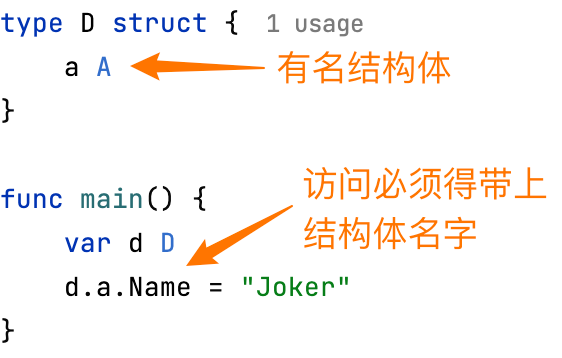 type D struct { 1 usage
a A 有名结构体
}
func main() { 访问必须得带上
var d D 结构体名字
d.a.Name = "Joker"
}